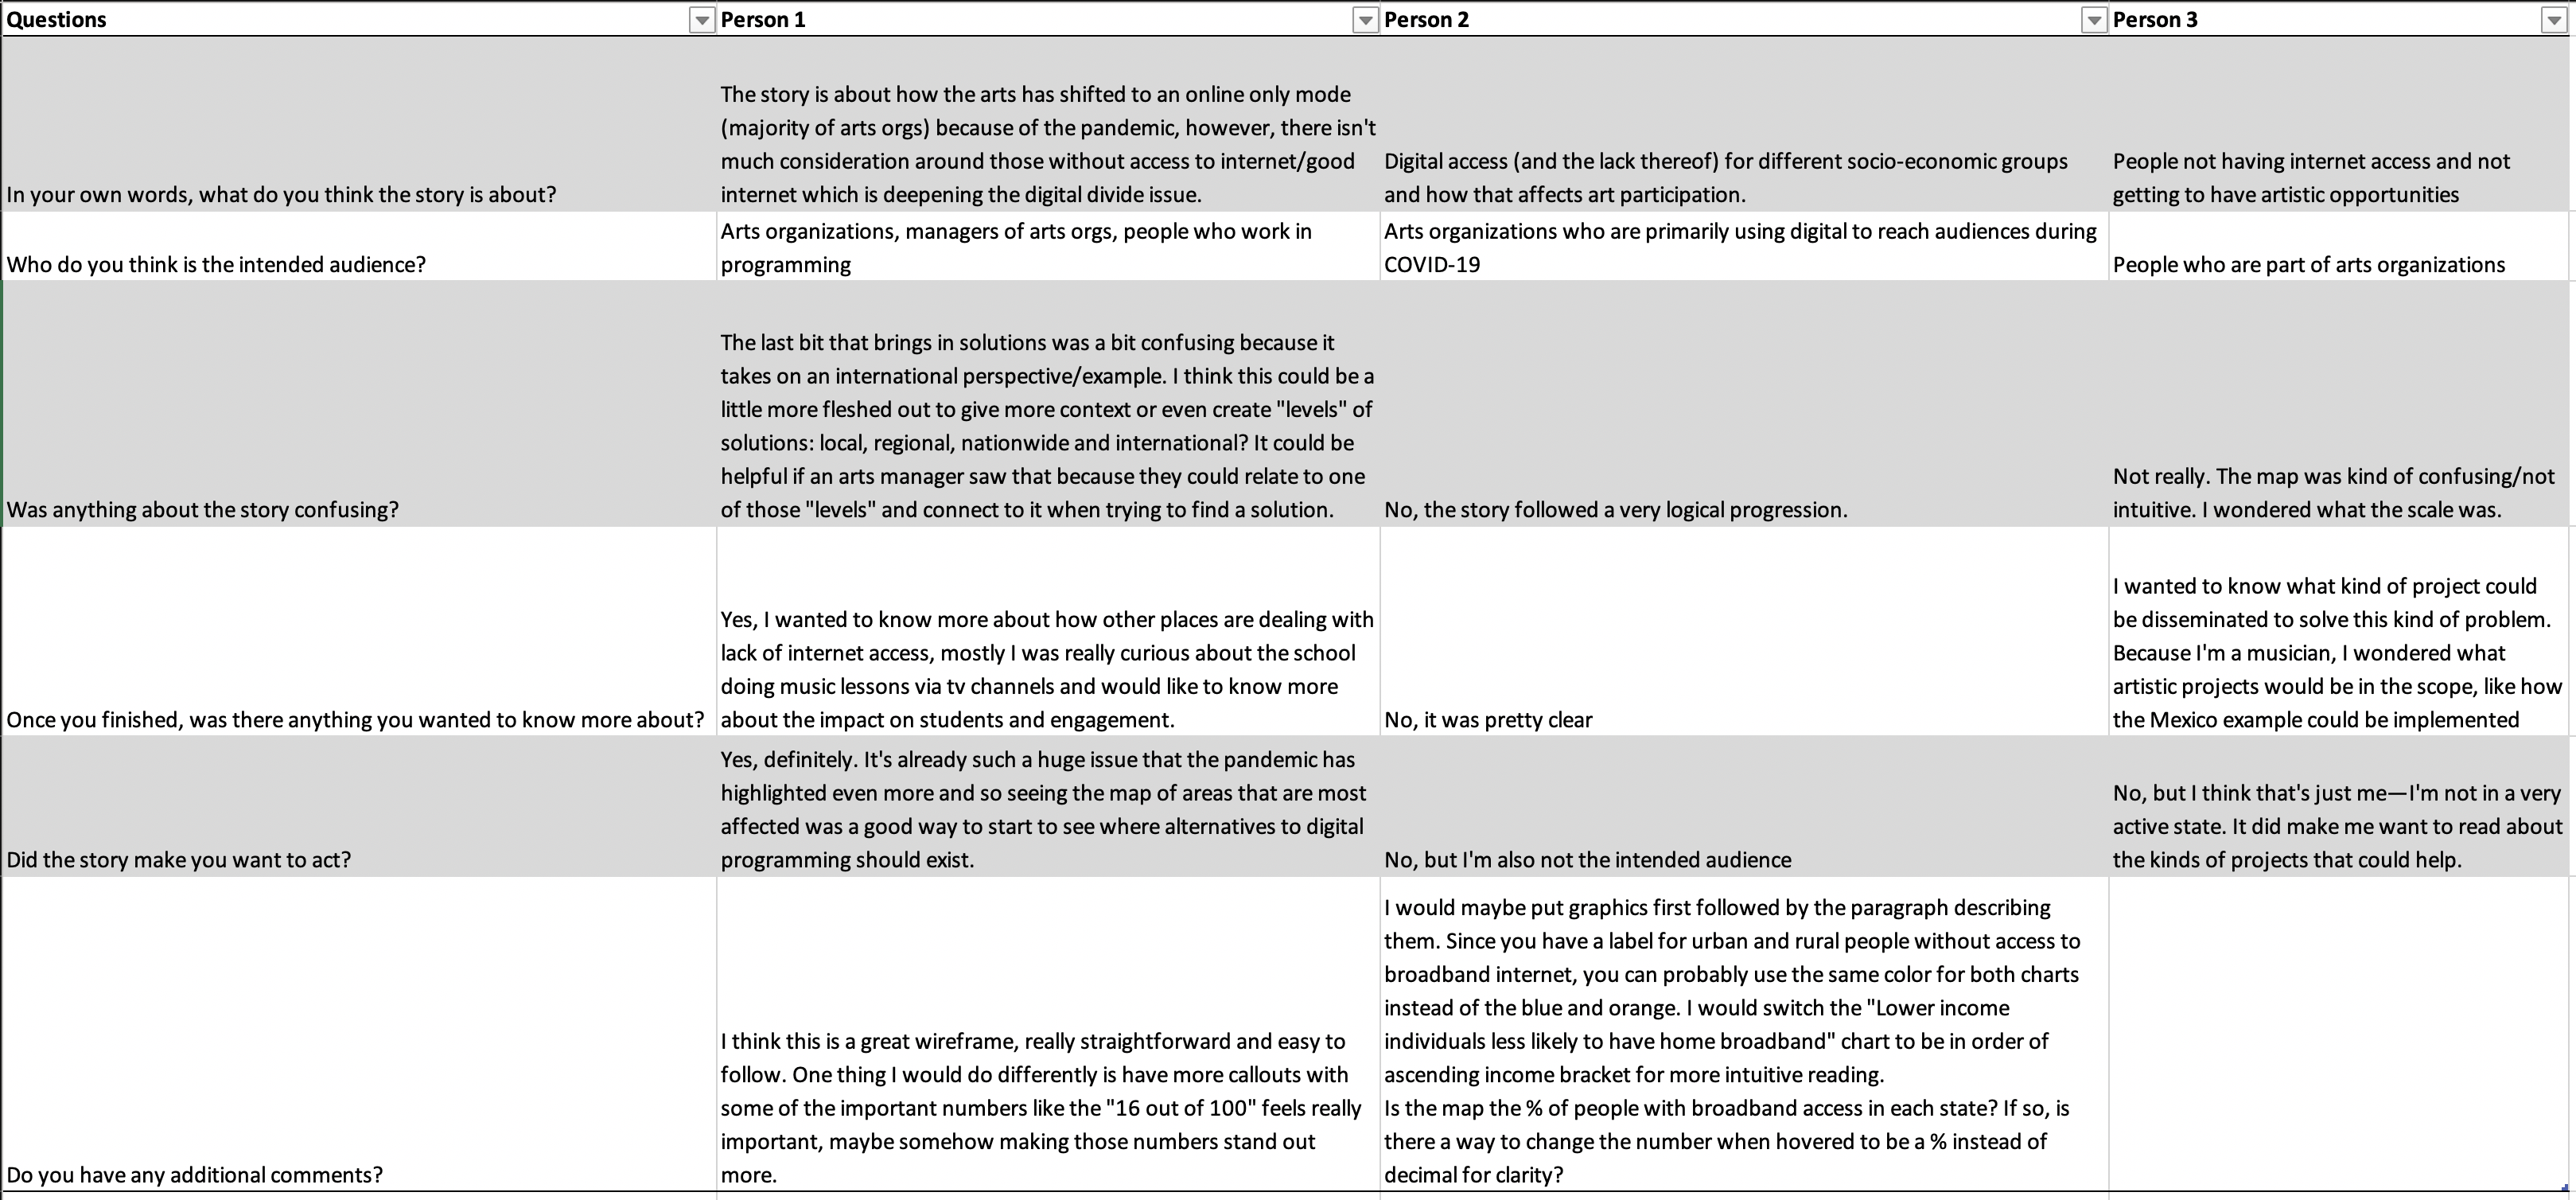 Questions
Person 1
Person 2
Person 3
In your own words, what do you think the story is about?
The story is about how the arts has shifted to an online only mode
(majority of arts orgs) because of the pandemic, however, there isn't
much consideration around those without access to internet/good
internet which is deepening the digital divide issue.
Digital access (and the lack thereof) for different socio-economic groups
and how that affects art participation.
People not having internet access and not
getting to have artistic opportunities
Who do you think is the intended audience?
Arts organizations, managers of arts orgs, people who work in
programming
Arts organizations who are primarily using digital to reach audiences during
COVID-19
People who are part of arts organizations
Was anything about the story confusing?
The last bit that brings in solutions was a bit confusing because it
takes on an international perspective/example. I think this could be a
little more fleshed out to give more context or even create "levels" of
solutions: local, regional, nationwide and international? It could be
helpful if an arts manager saw that because they could relate to one
of those "levels" and connect to it when trying to find a solution.
No, the story followed a very logical progression.
Not really. The map was kind of confusing/not
intuitive. I wondered what the scale was.
Once you finished, was there anything you wanted to know more about?
Yes, I wanted to know more about how other places are dealing with
lack of internet access, mostly I was really curious about the school
doing music lessons via tv channels and would like to know more
about the impact on students and engagement.
No, it was pretty clear
I wanted to know what kind of project could
be disseminated to solve this kind of problem.
Because I'm a musician, I wondered what
artistic projects would be in the scope, like how
the Mexico example could be implemented
Did the story make you want to act?
Yes, definitely. It's already such a huge issue that the pandemic has
highlighted even more and so seeing the map of areas that are most
affected was a good way to start to see where alternatives to digital
programming should exist.
No, but I'm also not the intended audience
No, but I think that's just me—I'm not in a very
active state. It did make me want to read about
the kinds of projects that could help.
Do you have any additional comments?
I think this is a great wireframe, really straightforward and easy to
follow. One thing I would do differently is have more callouts with
some of the important numbers like the "16 out of 100" feels really
important, maybe somehow making those numbers stand out
more.
I would maybe put graphics first followed by the paragraph describing
them. Since you have a label for urban and rural people without access to
broadband internet, you can probably use the same color for both charts
instead of the blue and orange. I would switch the "Lower income
individuals less likely to have home broadband" chart to be in order of
ascending income bracket for more intuitive reading.
Is the map the % of people with broadband access in each state? If so, is
there a way to change the number when hovered to be a % instead of
decimal for clarity?